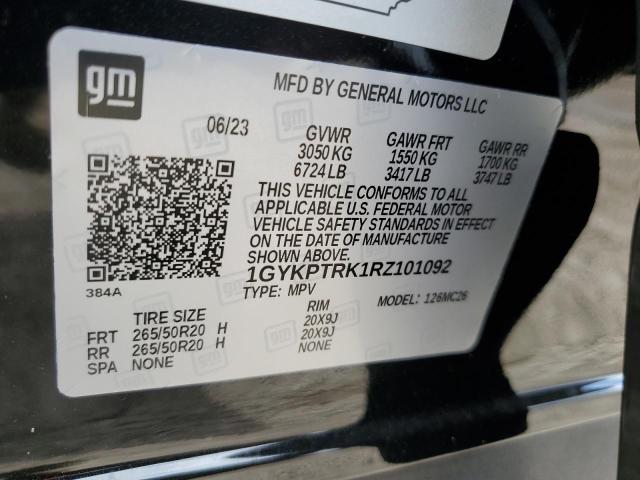 gm
MFD BY GENERAL MOTORS LLC
06/23
GVWR GAWR FRT GAWR RR
3050 KG 1550 KG 1700 KG
6724 LB 3417 LB 3747 LB
THIS VEHICLE CONFORMS TO ALL
APPLICABLE U.S. FEDERAL MOTOR
VEHICLE SAFETY STANDARDS IN EFFECT
ON THE DATE OF MANUFACTURE
SHOWN ABOVE.
1GYKPTRK1RZ101092
384A
TYPE: MPV MODEL: 126MC26
TIRE SIZE RIM
FRT 265/50R20 H 20X9J
RR 265/50R20 H 20X9J
SPA NONE NONE